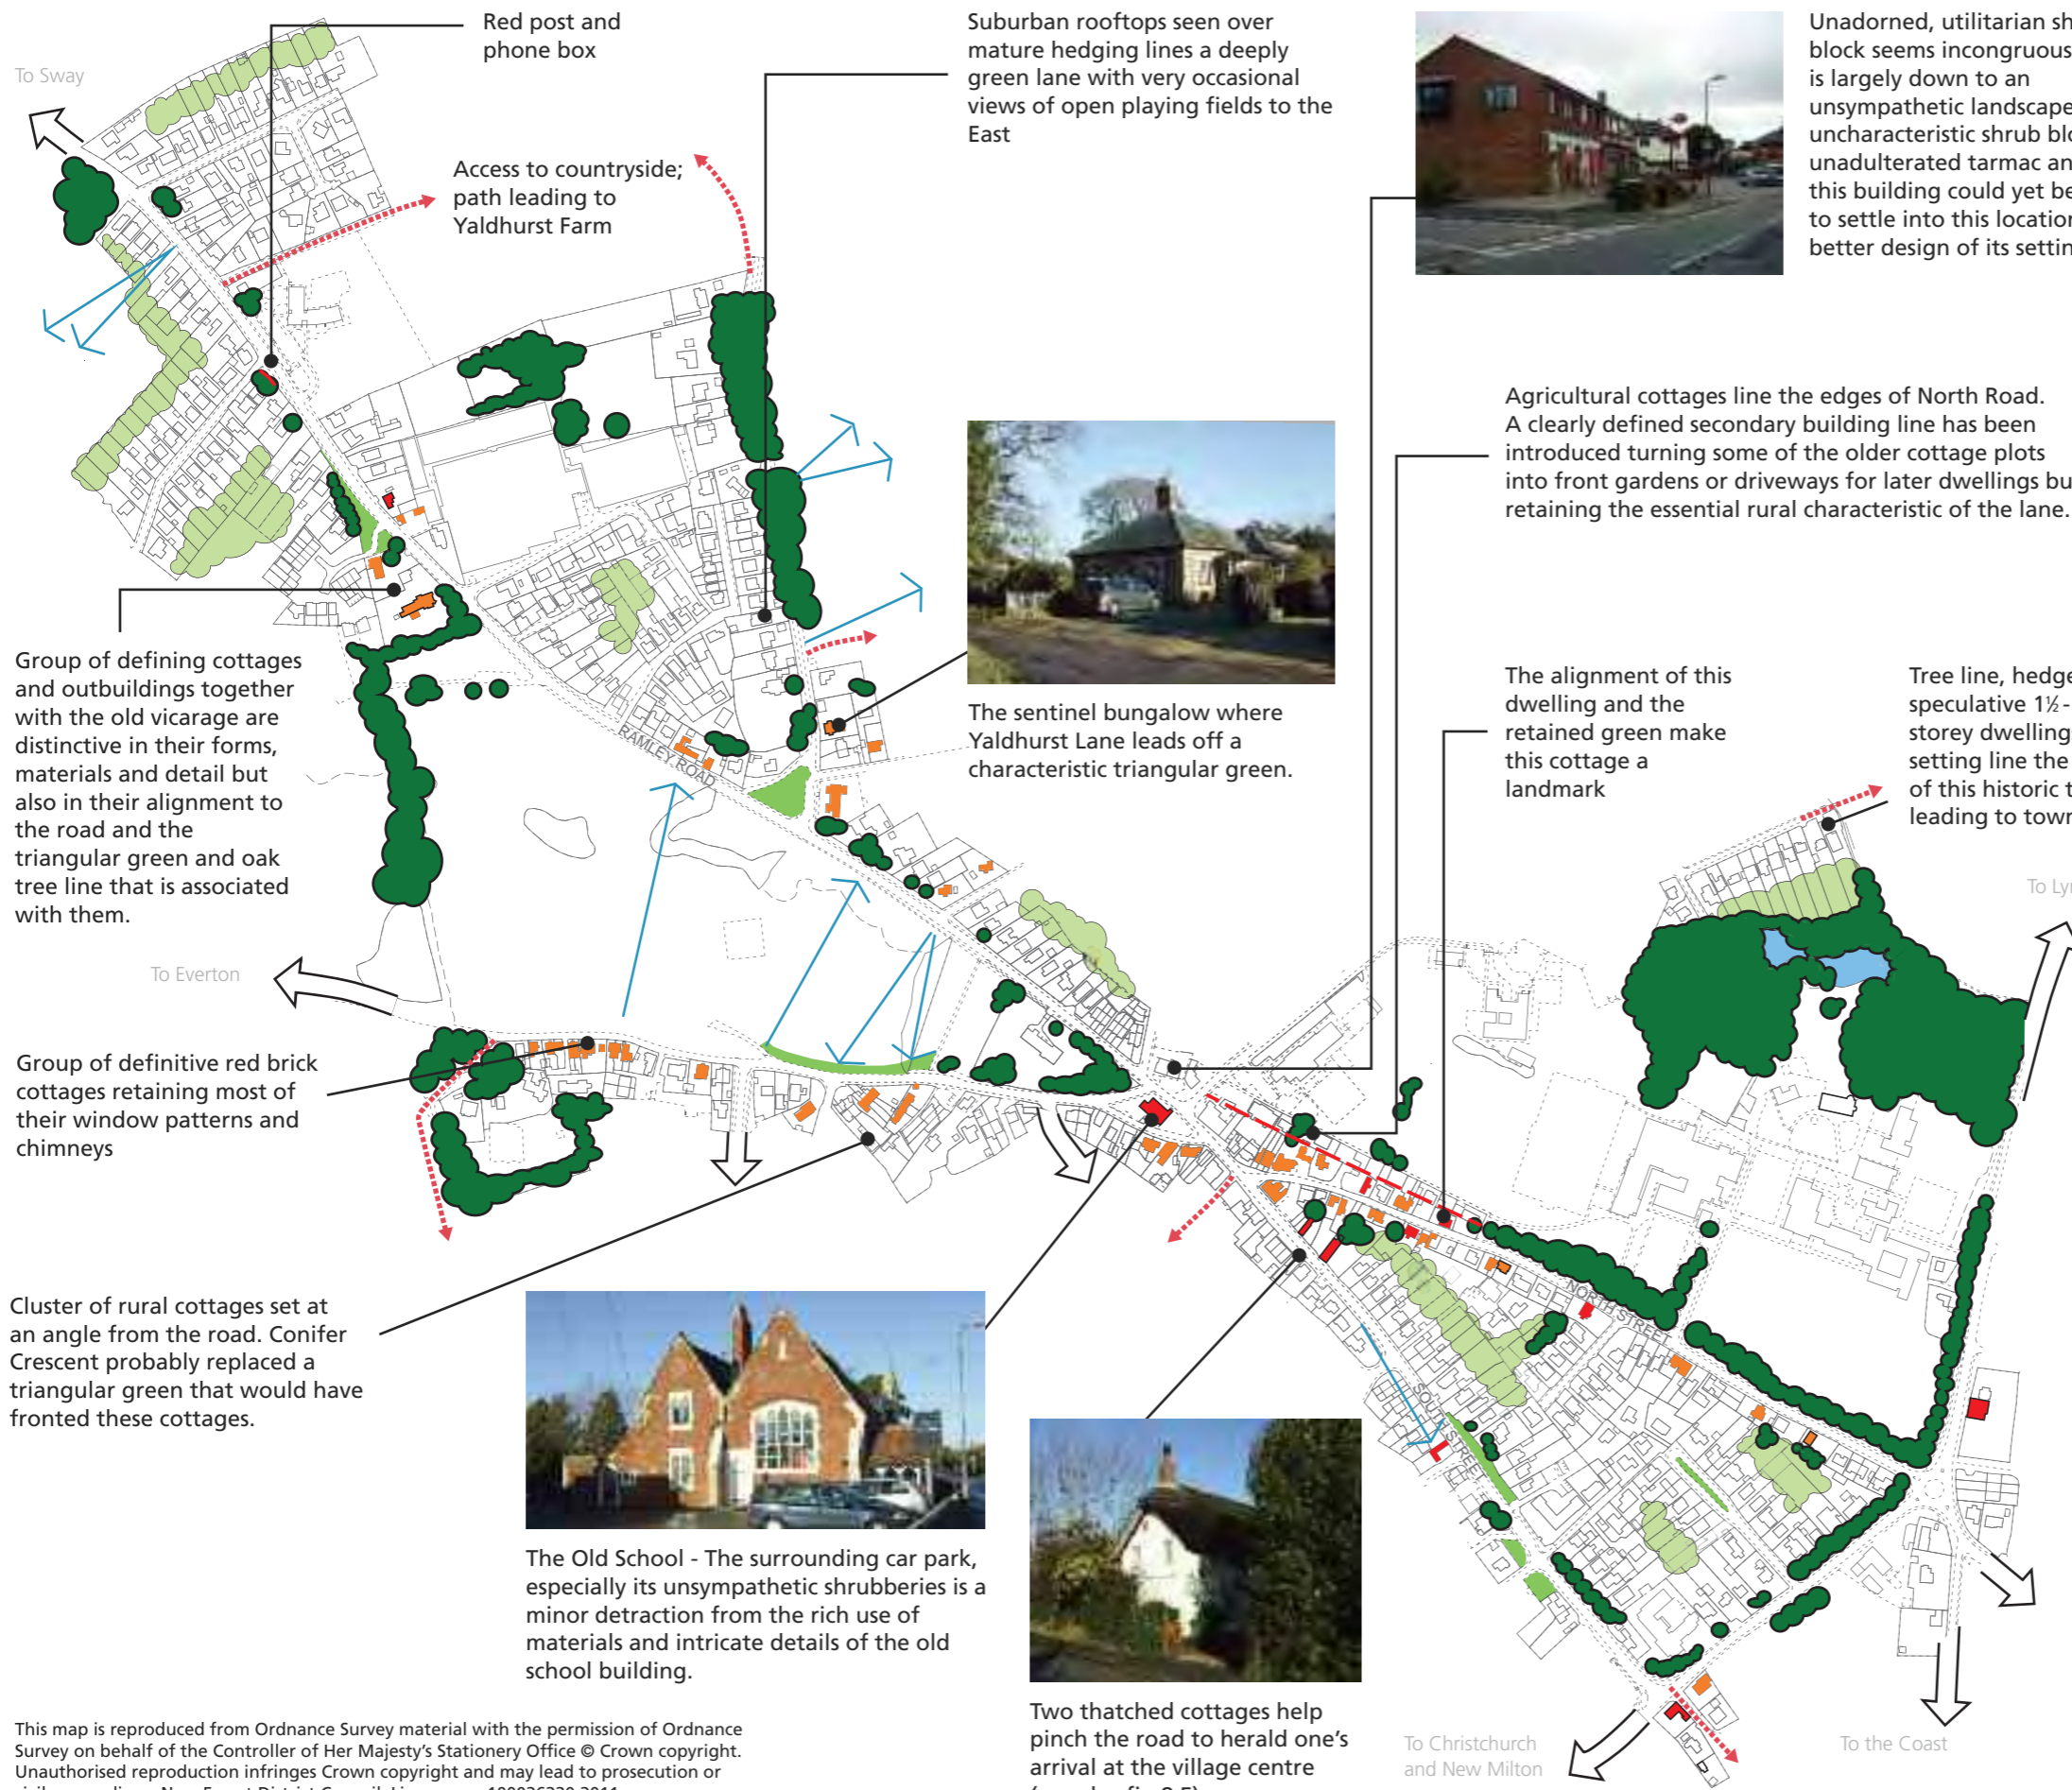 Red post and
phone box
Suburban rooftops seen over
mature hedging lines a deeply
green lane with very occasional
views of open playing fields to the
East
Unadorned, utilitarian
block seems incongruous
is largely down to an
unsympathetic landscape
uncharacteristic shrub
unadulterated tarmac
this building could yet
to settle into this location
better design of its
To Sway
Access to countryside;
path leading to
Yaldhurst Farm
Agricultural cottages line the edges of North Road.
A clearly defined secondary building line has been
introduced turning some of the older cottage plots
into front gardens or driveways for later dwellings
retaining the essential rural characteristic of the lane.
Group of defining cottages
and outbuildings together
with the old vicarage are
distinctive in their forms,
materials and detail but
also in their alignment to
the road and the
triangular green and oak
tree line that is associated
with them.
RAMLEY ROAD
The sentinel bungalow where
Yaldhurst Lane leads off a
characteristic triangular green.
The alignment of this
dwelling and the
retained green make
this cottage a
landmark
Tree line,
speculative 1½-
storey
setting line the
of this historic
leading to
To
To Everton
Group of definitive red brick
cottages retaining most of
their window patterns and
chimneys
Cluster of rural cottages set at
an angle from the road. Conifer
Crescent probably replaced a
triangular green that would have
fronted these cottages.
NORTH STREET
SOUTH STREET
The Old School - The surrounding car park,
especially its unsympathetic shrubberies is a
minor detraction from the rich use of
materials and intricate details of the old
school building.
Two thatched cottages help
pinch the road to herald one's
arrival at the village centre
To Christchurch
and New Milton
To the Coast
This map is reproduced from Ordnance Survey material with the permission of Ordnance
Survey on behalf of the Controller of Her Majesty's Stationery Office © Crown copyright.
Unauthorised reproduction infringes Crown copyright and may lead to prosecution or